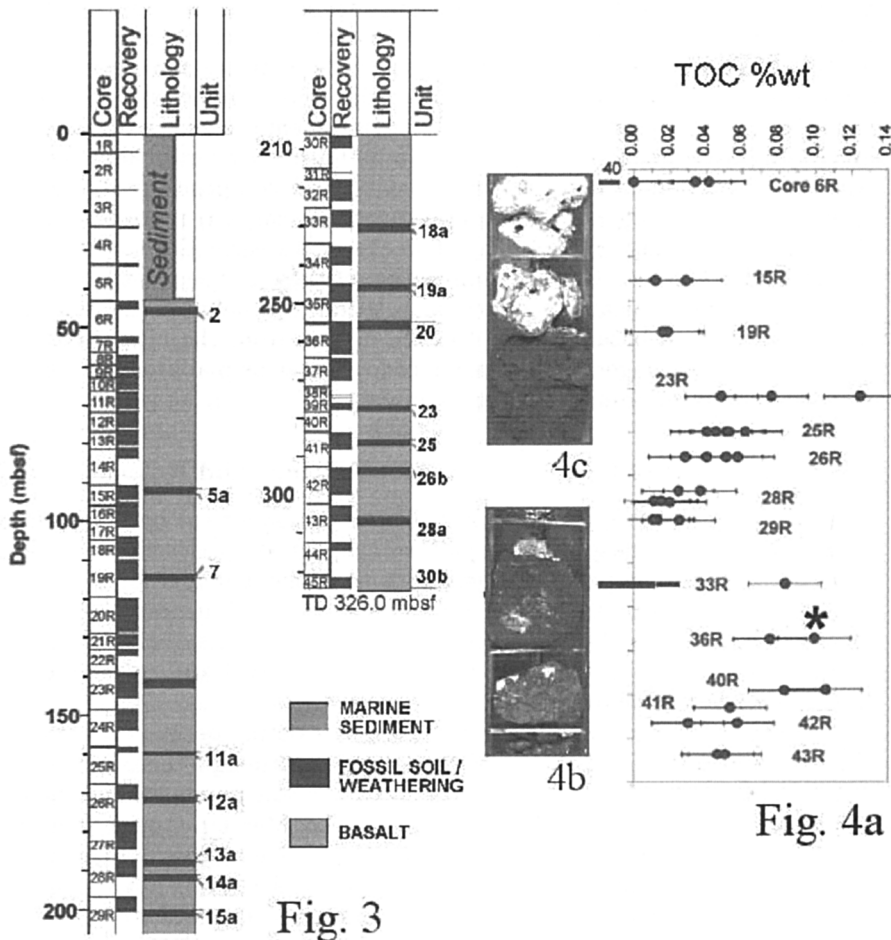 Core
Recovery
Lithology
Unit
0
50
100
150
200
Depth (mbsf)
1R
2R
3R
4R
5R
6R
7R
8R
9R
10R
11R
12R
13R
14R
15R
16R
17R
18R
19R
20R
21R
22R
23R
24R
25R
26R
27R
28R
29R
Sediment
2
5a
7
11a
12a
13a
14a
15a
Core
Recovery
Lithology
Unit
210
250
300
30R
31R
32R
33R
34R
35R
36R
37R
38R
39R
40R
41R
42R
43R
44R
45R
18a
19a
20
23
25
26b
28a
30b
TD 326.0 mbsf
MARINE
SEDIMENT
FOSSIL SOIL /
WEATHERING
BASALT
Fig. 3
4c
4b
TOC %wt
0.00 0.02 0.04 0.06 0.08 0.10 0.12 0.14
40
Core 6R
15R
19R
23R
25R
26R
28R
29R
33R
*
36R
40R
41R
42R
43R
Fig. 4a